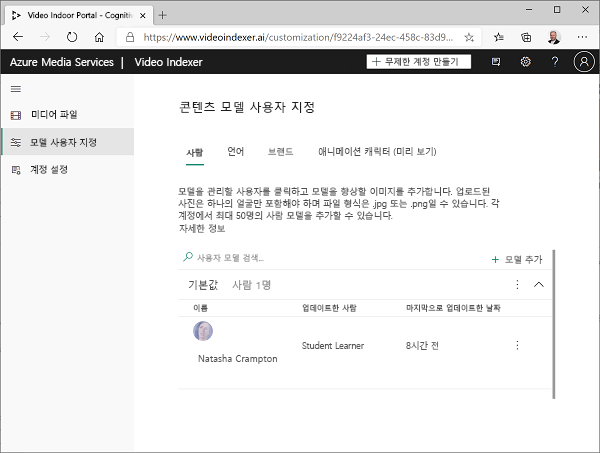 Video Indoor Portal - Cogniti
https://www.videoindexer.ai/customization/f9224af3-24ec-458c-83d9...
Azure Media Services | Video Indexer
+ 무제한 계정 만들기
미디어 파일
모델 사용자 지정
계정 설정
콘텐츠 모델 사용자 지정
사람 언어 브랜드 애니메이션 캐릭터 (미리 보기)
모델을 관리할 사용자를 클릭하고 모델을 향상할 이미지를 추가합니다. 업로드된
사진은 하나의 얼굴만 포함해야 하며 파일 형식은 .jpg 또는 .png일 수 있습니다. 각
계정에서 최대 50명의 사람 모델을 추가할 수 있습니다.
자세한 정보
사용자 모델 검색... + 모델 추가
기본값 사람 1명
이름 업데이트한 사람 마지막으로 업데이트한 날짜
Natasha Crampton Student Learner 8시간 전